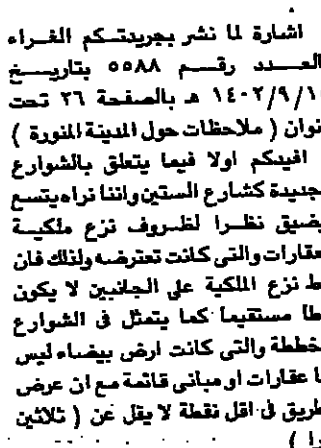 اشارة لما نشر بجريدتكم الغراء
العدد رقم ٥٥٨٨ بتاريخ
١٤٠٢/٩/١ هـ بالصفحة ٢٦ تحت
نوان ( ملاحظات حول المدينة المنورة )
افيدكم اولا فيما يتعلق بالشوارع
جديدة كشارع الستين واننا نراه يتسع
يضيق نظرا لظروف نزع ملكية
عقارات والتى كانت تعترضه ولذلك فان
ط نزع الملكية على الجانبين لا يكون
طا مستقيما كما يتمثل فى الشوارع
خططة والتى كانت ارض بيضاء ليس
ا عقارات او مبانى قائمة مع ان عرض
طريق فى اقل نقطة لا يقل عن ( ثلاثين